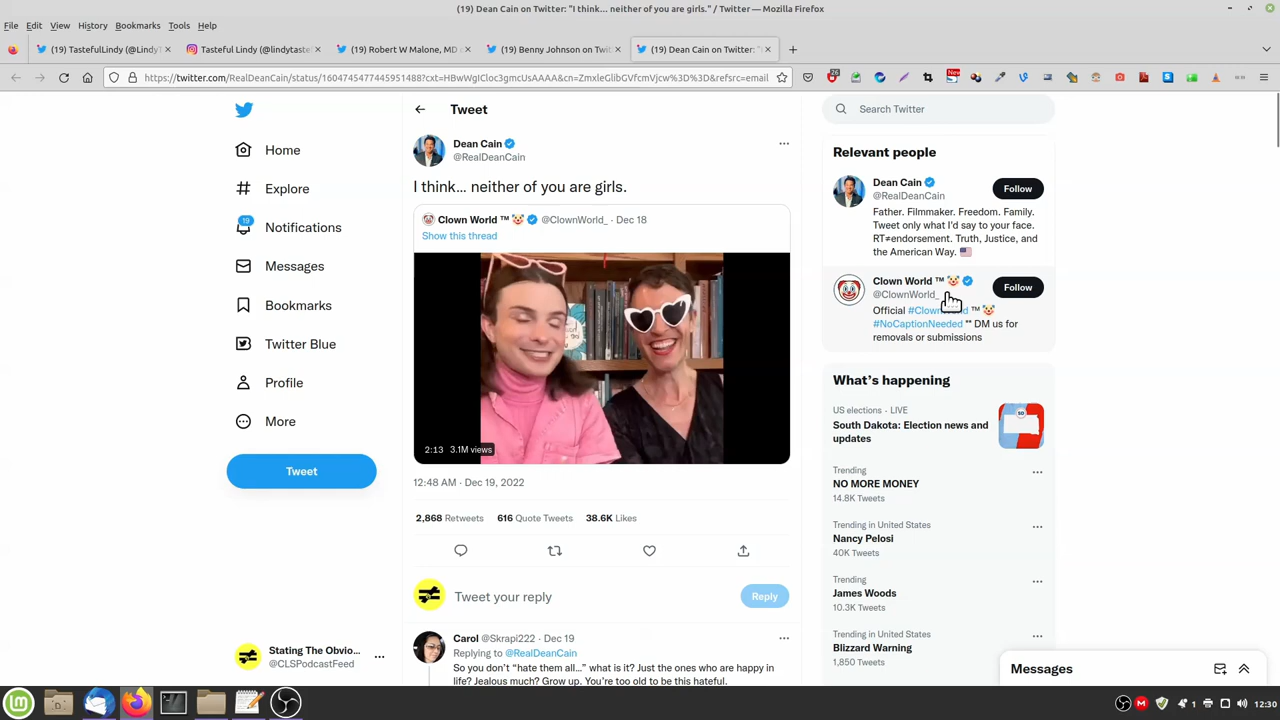 (19) Dean Cain on Twitter: "I think… neither of you are girls." / Twitter — Mozilla Firefox
File Edit View History Bookmarks Tools Help
(19) TastefulLindy (@Lindy
Tasteful Lindy (@lindytaste
(19) Robert W Malone, MD
(19) Benny Johnson on Twit
(19) Dean Cain on Twitter: "
https://twitter.com/RealDeanCain/status/1604745477445951488?cxt=HBwWgICloc3gmcUsAAAA&cn=ZmxleGlibGVfcmVjcw%3D%3D&refsrc=email
26
New
Tweet
Search Twitter
Home
Explore
19
Notifications
Messages
Bookmarks
Twitter Blue
Profile
More
Tweet
Stating The Obvio...
@CLSPodcastFeed
Dean Cain
@RealDeanCain
I think… neither of you are girls.
Clown World ™ 🤡 @ClownWorld_ · Dec 18
Show this thread
2:13 3.1M views
12:48 AM · Dec 19, 2022
2,868 Retweets 616 Quote Tweets 38.6K Likes
Tweet your reply
Reply
Carol @Skrapi222 · Dec 19
Replying to @RealDeanCain
So you don't "hate them all…" what is it? Just the ones who are happy in
life? Jealous much? Grow up. You're too old to be this hateful.
Relevant people
Dean Cain
@RealDeanCain
Follow
Father. Filmmaker. Freedom. Family.
Tweet only what I'd say to your face.
RT≠endorsement. Truth, Justice, and
the American Way. 🇺🇸
Clown World ™ 🤡
@ClownWorld_
Follow
Official ™ 🤡
#NoCaptionNeeded "" DM us for
removals or submissions
What's happening
US elections · LIVE
South Dakota: Election news and
updates
50
Trending
NO MORE MONEY
14.8K Tweets
Trending in United States
Nancy Pelosi
40K Tweets
Trending
James Woods
10.3K Tweets
Trending in United States
Blizzard Warning
1,850 Tweets
Messages
1
12:30